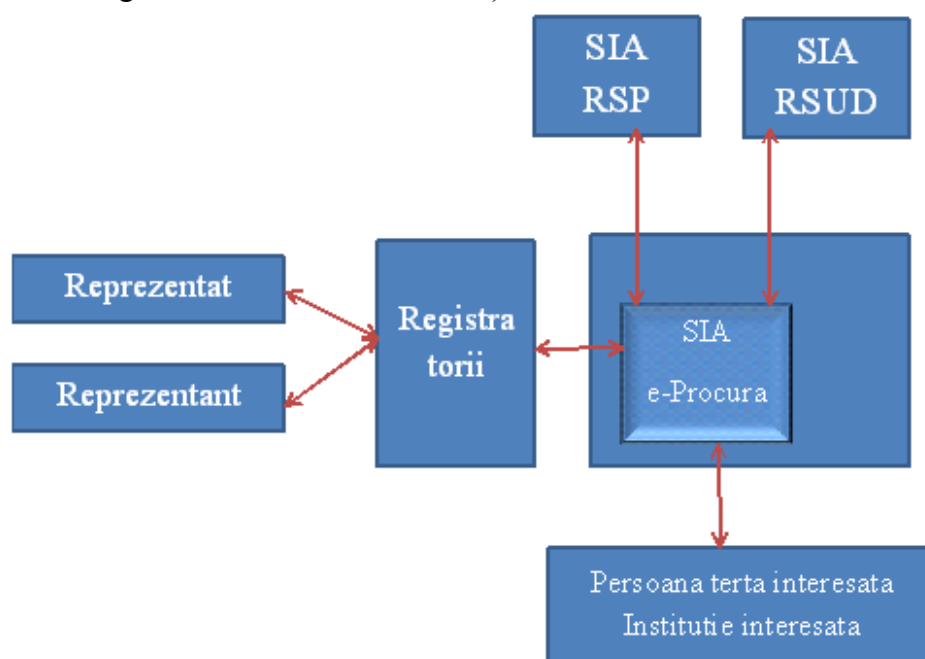 SIA
RSP
SIA
RSUD
Reprezentat
Reprezentant
Registra
torii
SIA
e-Procura
Persoana terta interesata
Institutie interesata